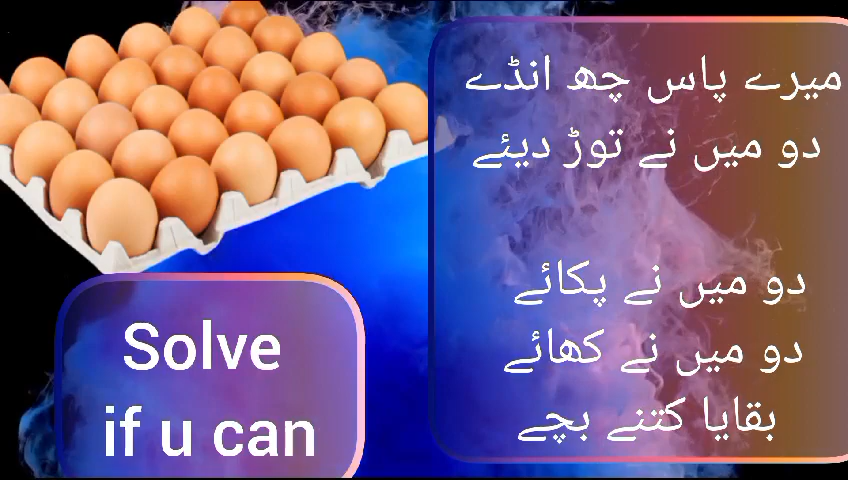 میرے پاس چھ انڈے
دو میں نے توڑ دیئے
دو میں نے پکائے
دو میں نے کھائے
بقایا کتنے بچے
Solve
if u can